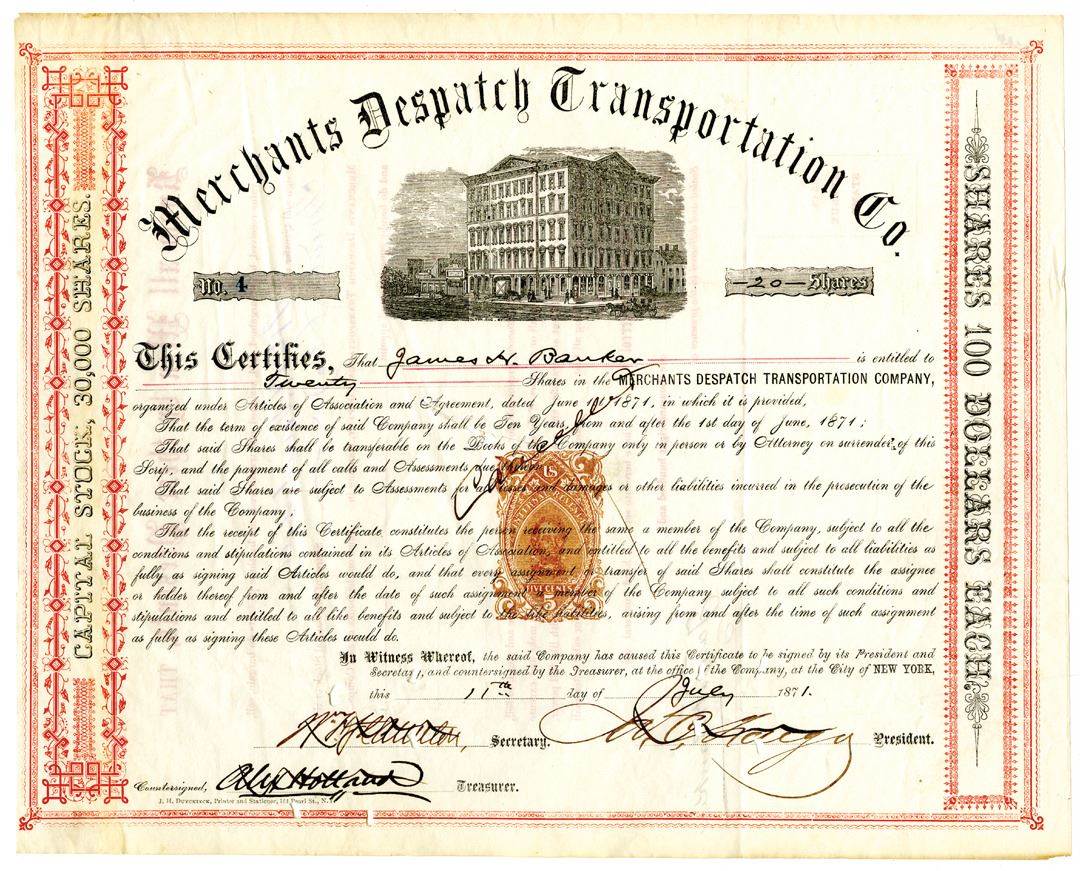 Merchants Despatch Transportation Co.
No. 4
—20— Shares
CAPITAL STOCK, 30,000 SHARES.
SHARES 100 DOLLARS EACH.
This Certifies, That James H. Banker is entitled to
Twenty Shares in the MERCHANTS DESPATCH TRANSPORTATION COMPANY,
organized under Articles of Association and Agreement, dated June 1st 1871, in which it is provided,
That the term of existence of said Company shall be Ten Years, from and after the 1st day of June, 1871;
That said Shares shall be transferable on the Books of the Company only in person or by Attorney on surrender of this
Scrip, and the payment of all calls and Assessments due thereon
That said Shares are subject to Assessments for all losses and damages or other liabilities incurred in the prosecution of the
business of the Company;
That the receipt of this Certificate constitutes the person receiving the same a member of the Company, subject to all the
conditions and stipulations contained in its Articles of Association, and entitled to all the benefits and subject to all liabilities as
fully as signing said Articles would do, and that every assignment or transfer of said Shares shall constitute the assignee
or holder thereof from and after the date of such assignment a member of the Company subject to all such conditions and
stipulations and entitled to all like benefits and subject to the like liabilities, arising from and after the time of such assignment
as fully as signing these Articles would do.
Cancelled
In Witness Whereof, the said Company has caused this Certificate to be signed by its President and
Secretary, and countersigned by the Treasurer, at the office of the Company, at the City of NEW YORK,
this 11th day of July 1871.
Secretary. President.
Countersigned, Alex Holland Treasurer.
J. H. DUYCKINCK, Printer and Stationer, 164 Pearl St., N.Y.